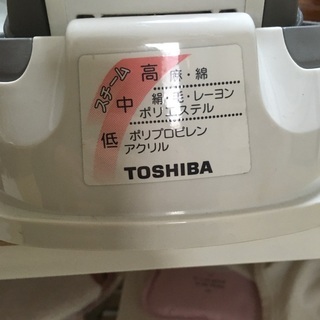 スチーム
高 麻・綿
中 絹・毛・レーヨン
ポリエステル
低 ポリプロピレン
アクリル
TOSHIBA